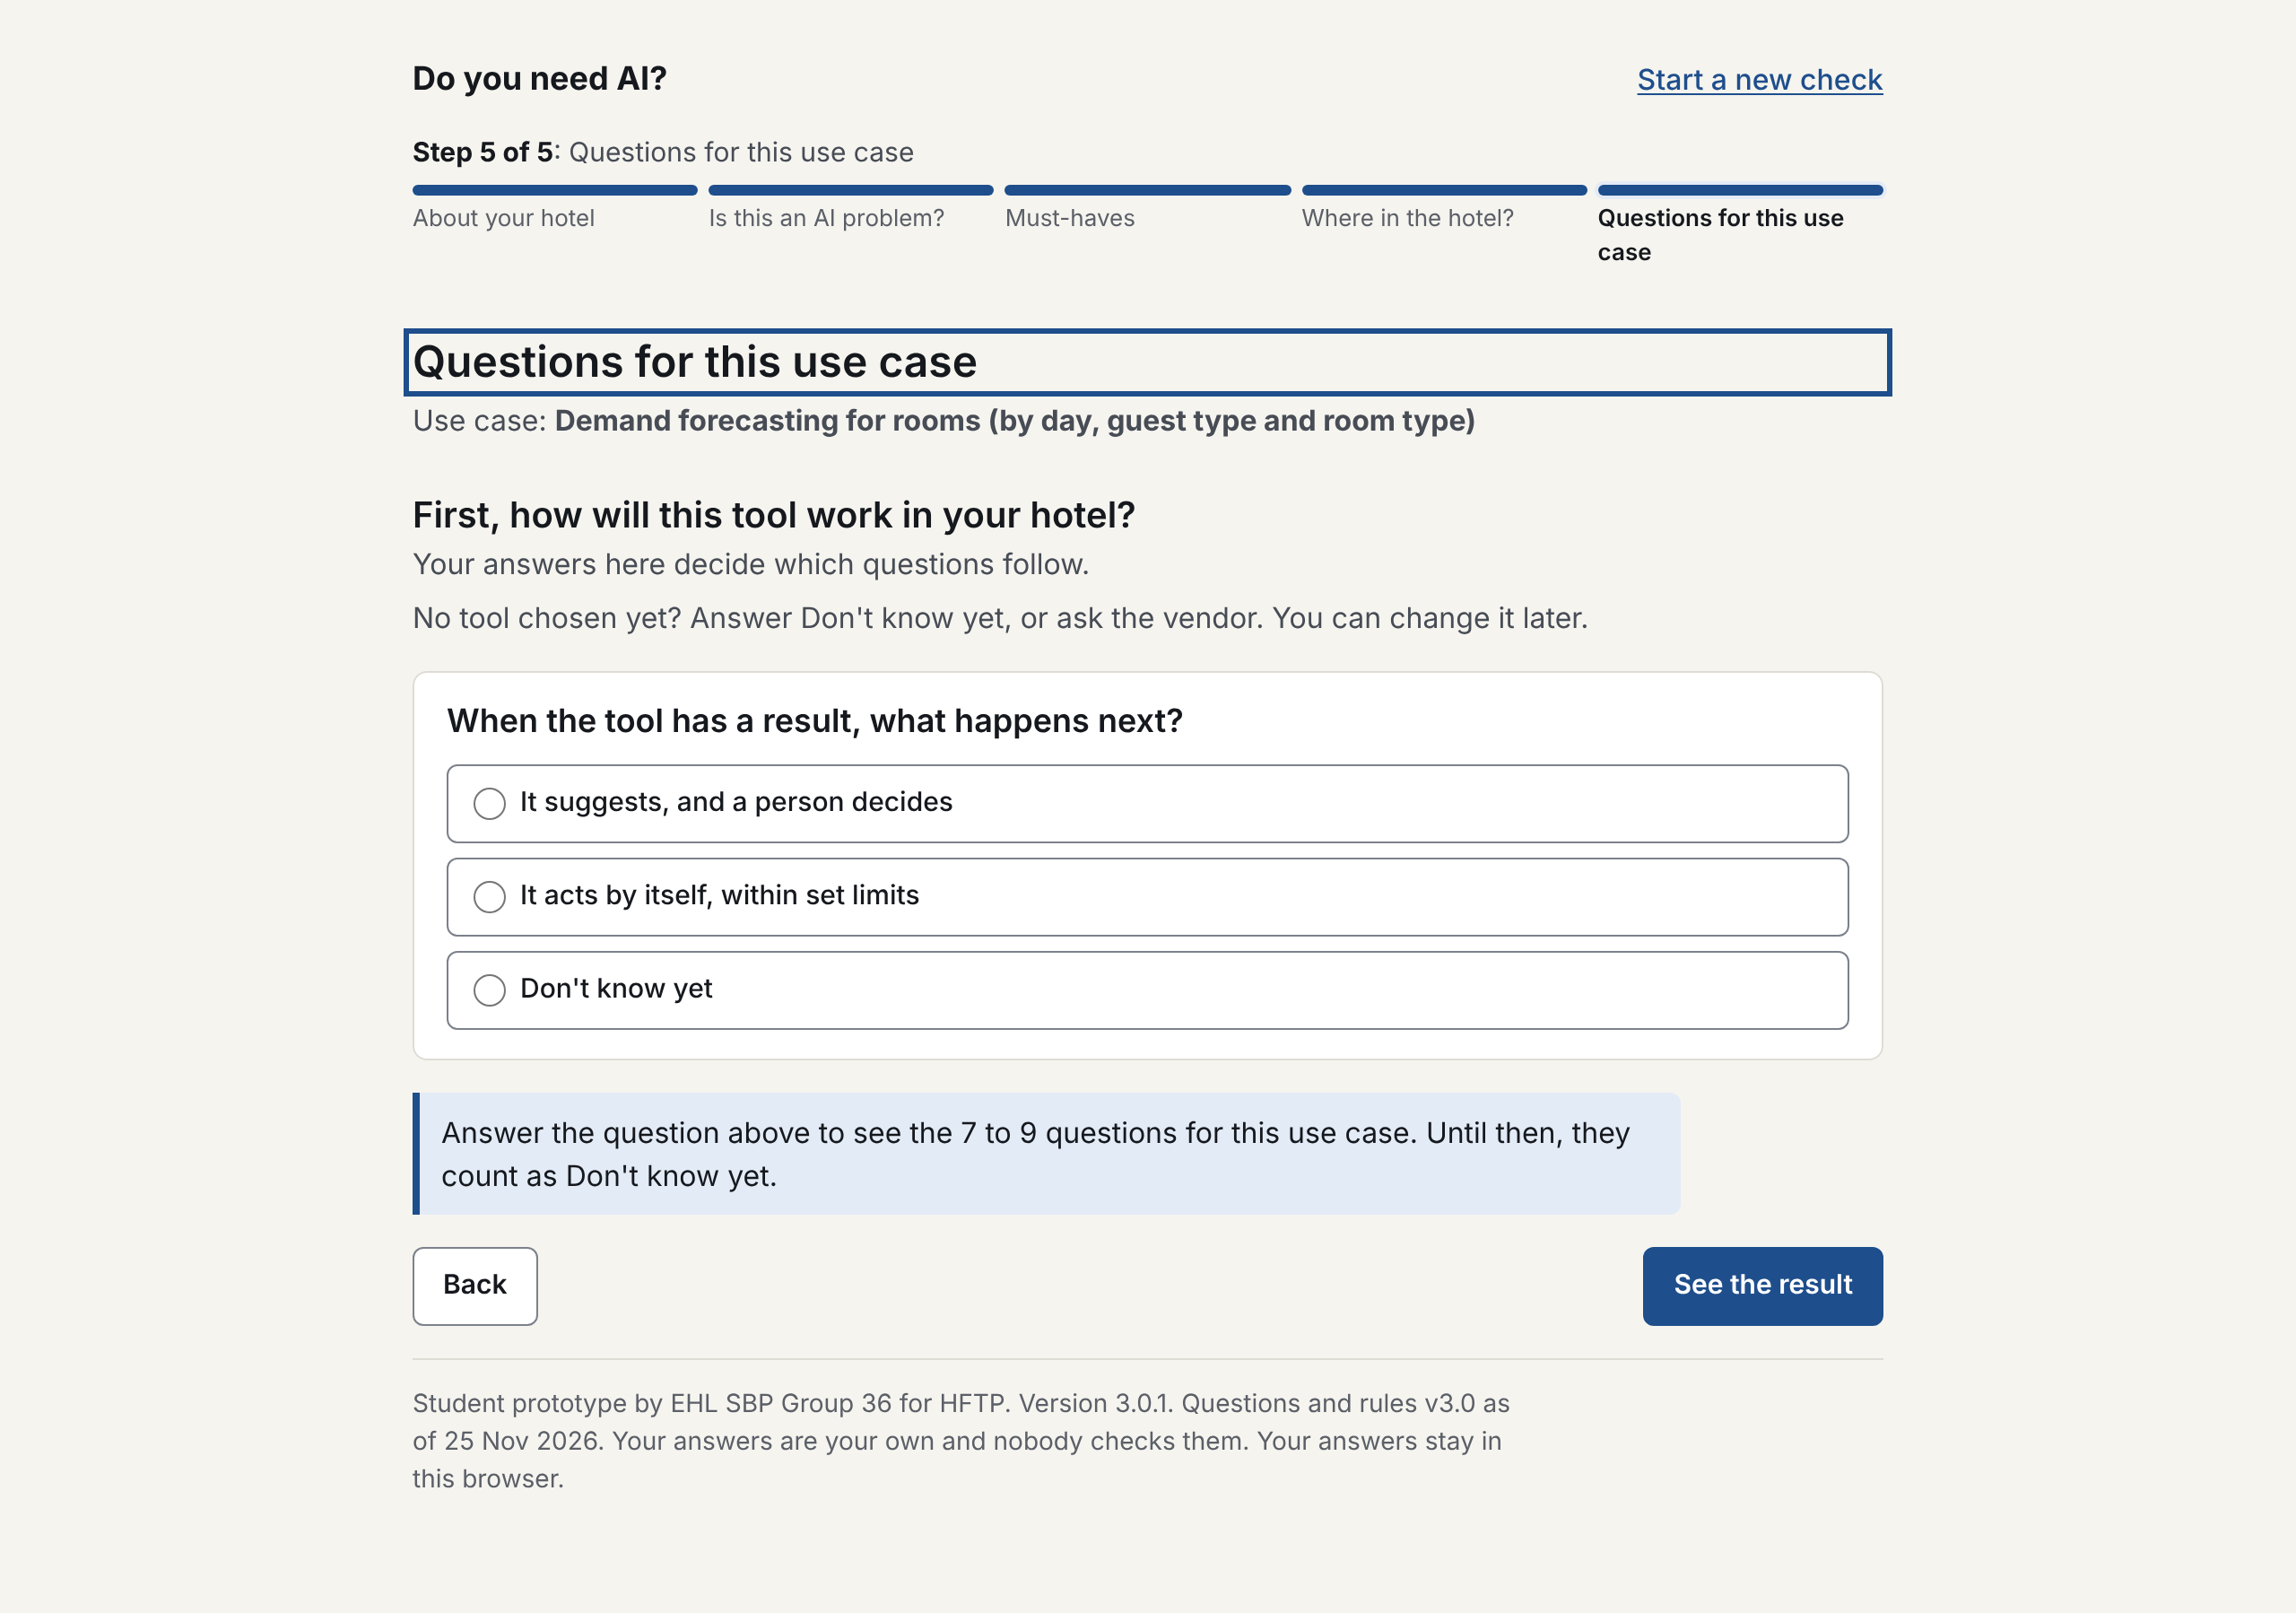 Do you need AI?
Start a new check
Step 5 of 5: Questions for this use case
About your hotel
Is this an AI problem?
Must-haves
Where in the hotel?
Questions for this use
case
Questions for this use case
Use case: Demand forecasting for rooms (by day, guest type and room type)
First, how will this tool work in your hotel?
Your answers here decide which questions follow.
No tool chosen yet? Answer Don't know yet, or ask the vendor. You can change it later.
When the tool has a result, what happens next?
It suggests, and a person decides
It acts by itself, within set limits
Don't know yet
Answer the question above to see the 7 to 9 questions for this use case. Until then, they
count as Don't know yet.
Back
See the result
Student prototype by EHL SBP Group 36 for HFTP. Version 3.0.1. Questions and rules v3.0 as
of 25 Nov 2026. Your answers are your own and nobody checks them. Your answers stay in
this browser.